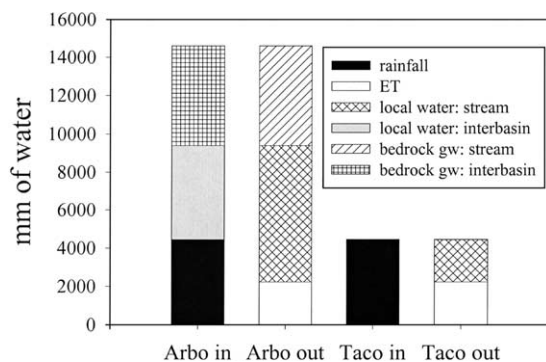 16000
14000
12000
10000
8000
6000
4000
2000
0
mm of water
rainfall
ET
local water: stream
local water: interbasin
bedrock gw: stream
bedrock gw: interbasin
Arbo in Arbo out Taco in Taco out